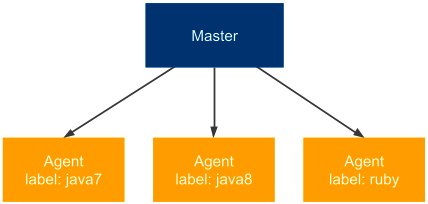 Master
Agent
label: java7
Agent
label: java8
Agent
label: ruby